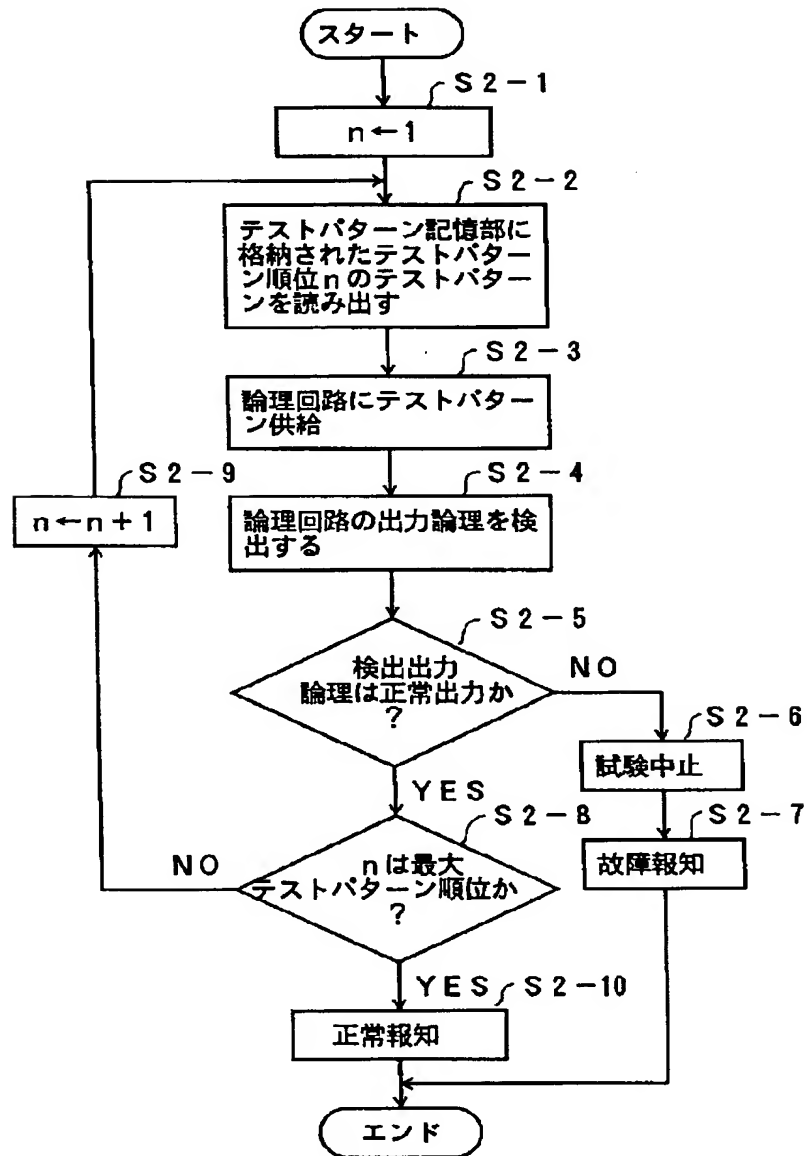 スタート
S2-1
n←1
S2-2
テストパターン記憶部に
格納されたテストパター
ン順位nのテストパター
ンを読み出す
S2-3
論理回路にテストパター
ン供給
S2-9
n←n+1
S2-4
論理回路の出力論理を検
出する
S2-5
検出出力
論理は正常出力か
?
NO
S2-6
試験中止
YES
S2-7
故障報知
S2-8
nは最大
テストパターン順位か
?
NO
YES
S2-10
正常報知
エンド